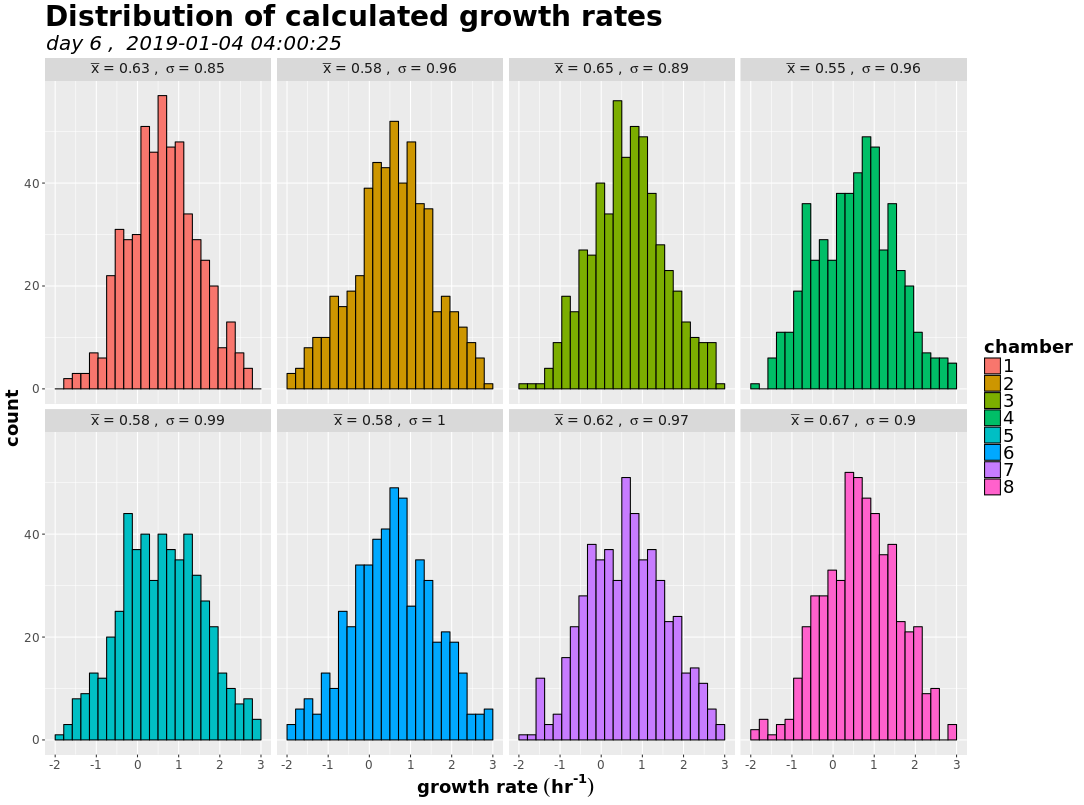 Distribution of calculated growth rates
day 6 ,  2019-01-04 04:00:25
x̅ = 0.63 ,  σ = 0.85
x̅ = 0.58 ,  σ = 0.96
x̅ = 0.65 ,  σ = 0.89
x̅ = 0.55 ,  σ = 0.96
40
20
0
count
x̅ = 0.58 ,  σ = 0.99
x̅ = 0.58 ,  σ = 1
x̅ = 0.62 ,  σ = 0.97
x̅ = 0.67 ,  σ = 0.9
40
20
0
-2 -1 0 1 2 3
-2 -1 0 1 2 3
-2 -1 0 1 2 3
-2 -1 0 1 2 3
growth rate (hr⁻¹)
chamber
1
2
3
4
5
6
7
8